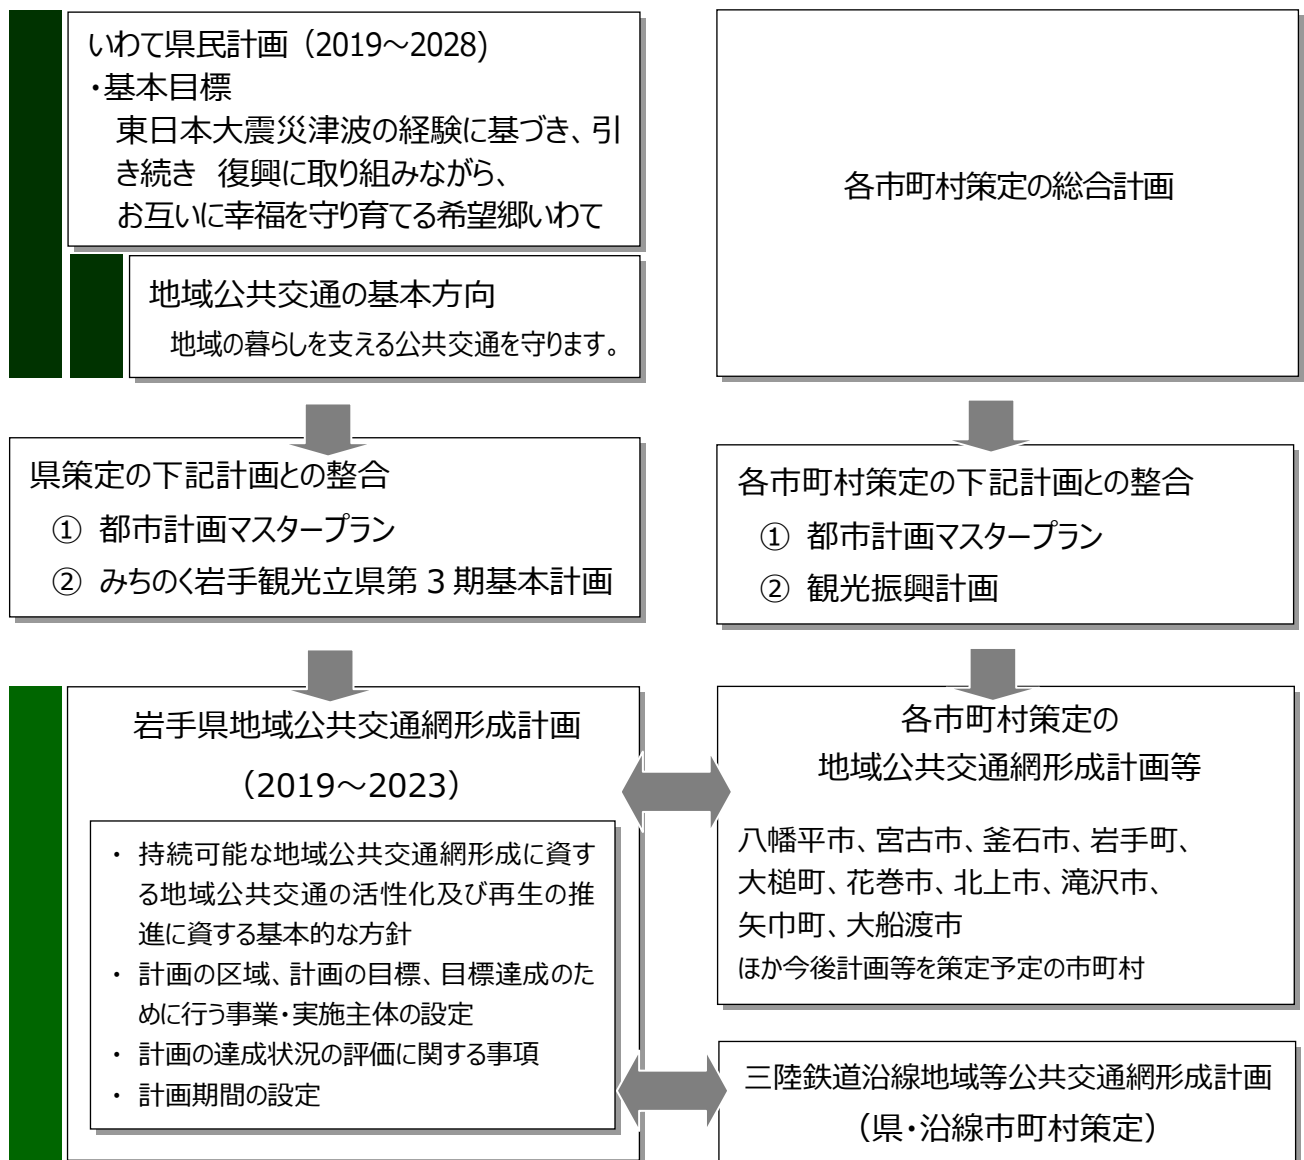 いわて県民計画（2019～2028)
・基本目標
東日本大震災津波の経験に基づき、引
き続き　復興に取り組みながら、
お互いに幸福を守り育てる希望郷いわて
地域公共交通の基本方向
地域の暮らしを支える公共交通を守ります。
各市町村策定の総合計画
県策定の下記計画との整合
① 都市計画マスタープラン
② みちのく岩手観光立県第３期基本計画
各市町村策定の下記計画との整合
① 都市計画マスタープラン
② 観光振興計画
岩手県地域公共交通網形成計画
（2019～2023）
・ 持続可能な地域公共交通網形成に資す
る地域公共交通の活性化及び再生の推
進に資する基本的な方針
・ 計画の区域、計画の目標、目標達成のた
めに行う事業・実施主体の設定
・ 計画の達成状況の評価に関する事項
・ 計画期間の設定
各市町村策定の
地域公共交通網形成計画等
八幡平市、宮古市、釜石市、岩手町、
大槌町、花巻市、北上市、滝沢市、
矢巾町、大船渡市
ほか今後計画等を策定予定の市町村
三陸鉄道沿線地域等公共交通網形成計画
（県・沿線市町村策定）